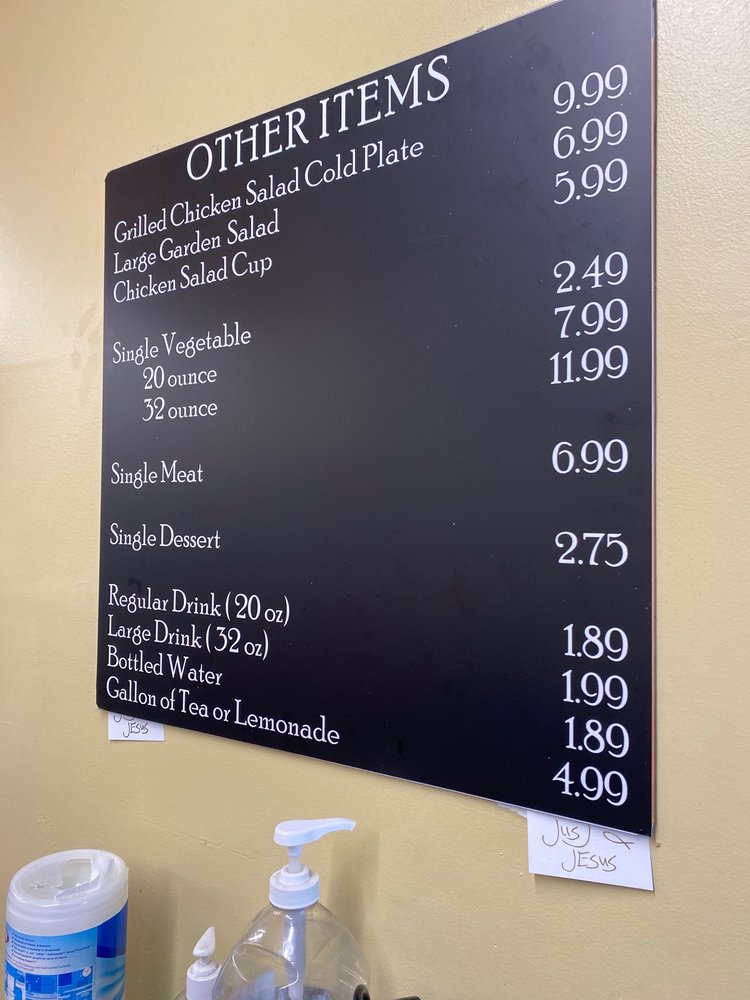 OTHER ITEMS
Grilled Chicken Salad Cold Plate 9.99
Large Garden Salad 6.99
Chicken Salad Cup 5.99
Single Vegetable 2.49
20 ounce 7.99
32 ounce 11.99
Single Meat 6.99
Single Dessert 2.75
Regular Drink ( 20 oz) 1.89
Large Drink ( 32 oz) 1.99
Bottled Water 1.89
Gallon of Tea or Lemonade 4.99
JESUS
JUST
JESUS